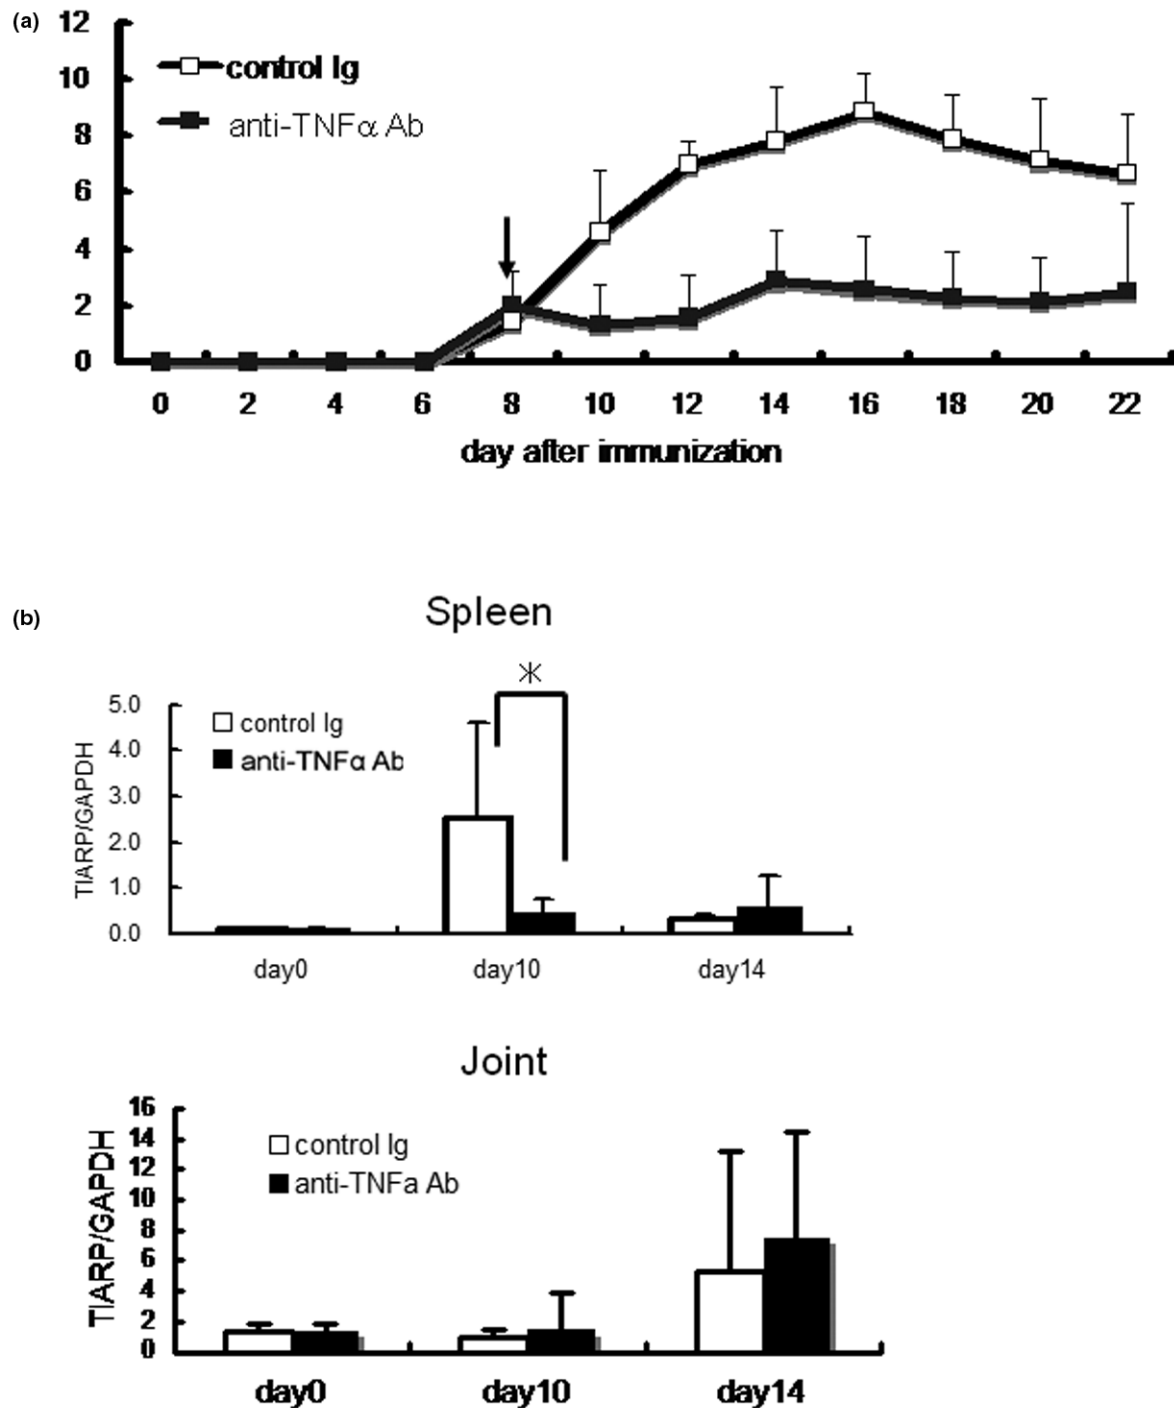 (a)
12
10
8
6
4
2
0
control Ig
anti-TNFα Ab
0 2 4 6 8 10 12 14 16 18 20 22
day after immunization
(b)
Spleen
*
TIARP/GAPDH
5.0
4.0
3.0
2.0
1.0
0.0
control Ig
anti-TNFα Ab
day0 day10 day14
Joint
TIARP/GAPDH
16
14
12
10
8
6
4
2
0
control Ig
anti-TNFa Ab
day0 day10 day14